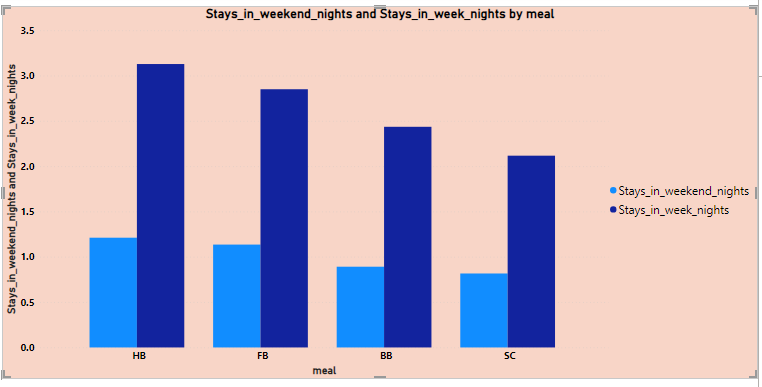 Stays_in_weekend_nights and Stays_in_week_nights by meal
Stays_in_weekend_nights and Stays_in_week_nights
3.5
3.0
2.5
2.0
1.5
1.0
0.5
0.0
HB
FB
BB
SC
meal
Stays_in_weekend_nights
Stays_in_week_nights